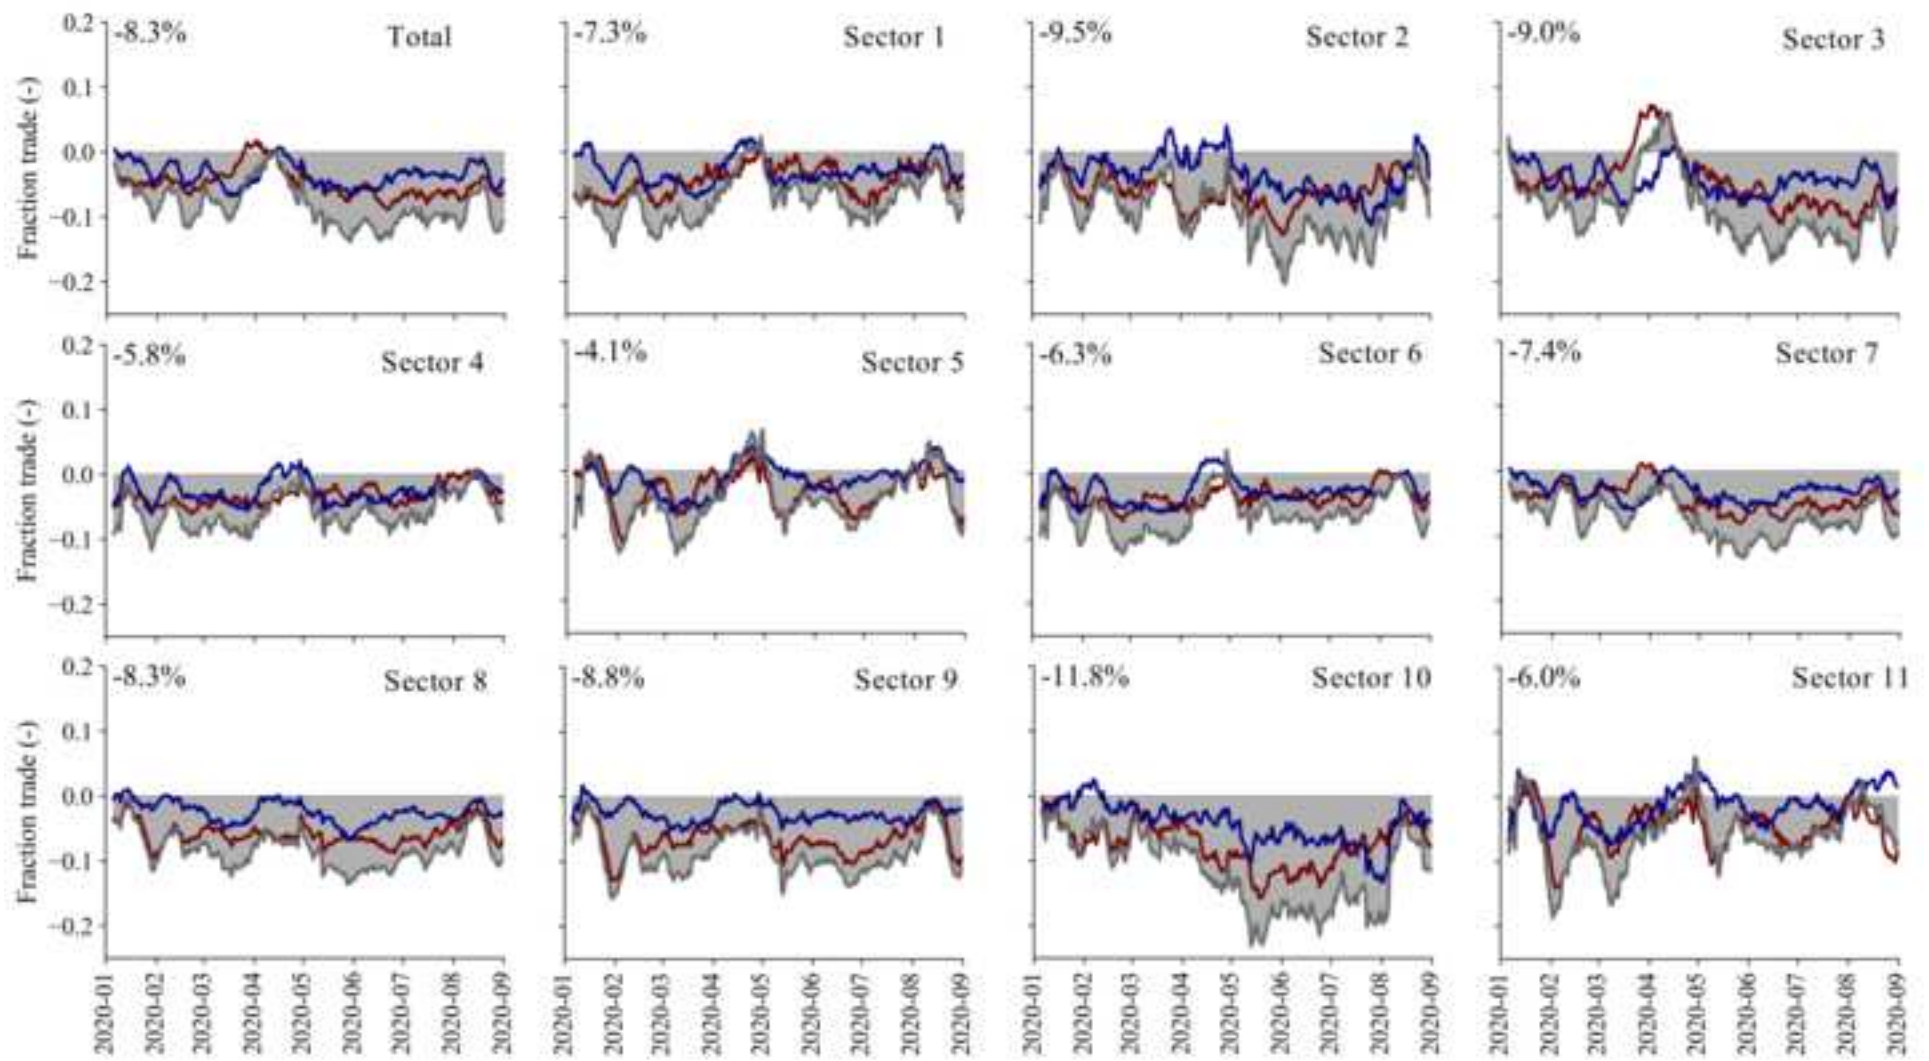 -8.3% Total
-7.3% Sector 1
-9.5% Sector 2
-9.0% Sector 3
0.2
0.1
0.0
−0.1
−0.2
Fraction trade (-)
-5.8% Sector 4
-4.1% Sector 5
-6.3% Sector 6
-7.4% Sector 7
0.2
0.1
0.0
−0.1
−0.2
Fraction trade (-)
-8.3% Sector 8
-8.8% Sector 9
-11.8% Sector 10
-6.0% Sector 11
0.2
0.1
0.0
−0.1
−0.2
Fraction trade (-)
2020-01 2020-02 2020-03 2020-04 2020-05 2020-06 2020-07 2020-08 2020-09
2020-01 2020-02 2020-03 2020-04 2020-05 2020-06 2020-07 2020-08 2020-09
2020-01 2020-02 2020-03 2020-04 2020-05 2020-06 2020-07 2020-08 2020-09
2020-01 2020-02 2020-03 2020-04 2020-05 2020-06 2020-07 2020-08 2020-09